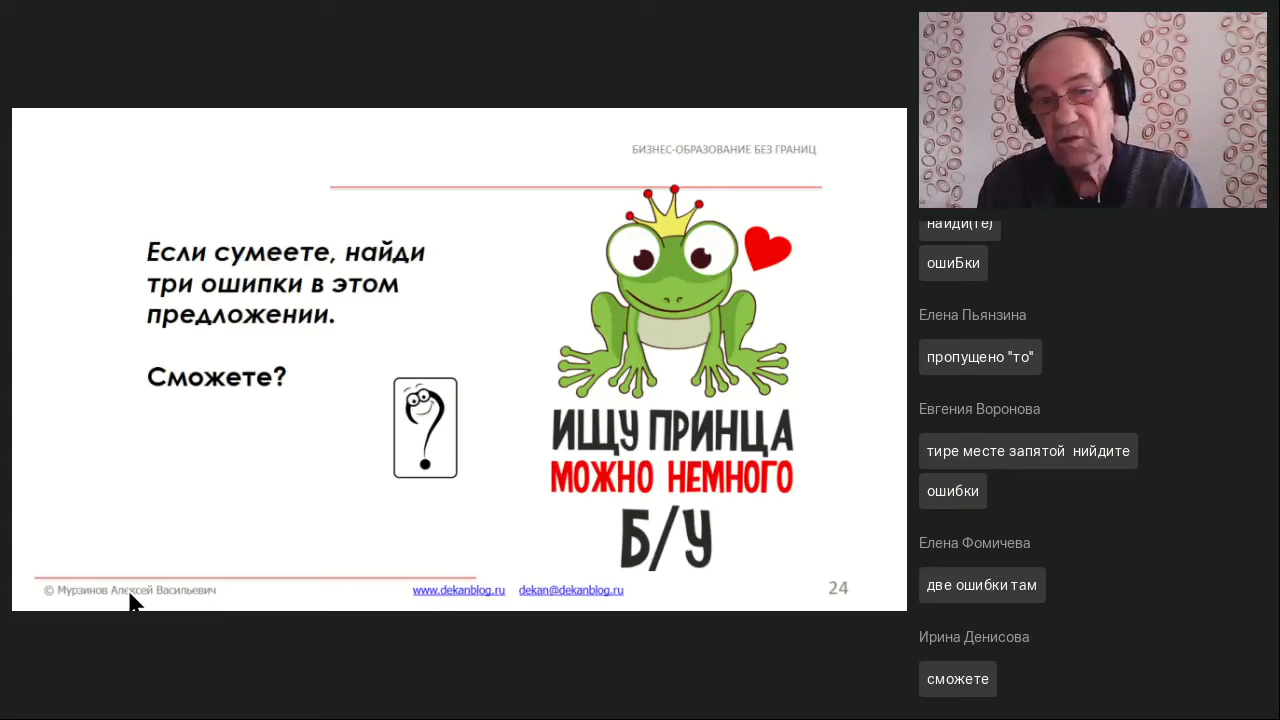 БИЗНЕС-ОБРАЗОВАНИЕ БЕЗ ГРАНИЦ
Если сумеете, найди
три ошипки в этом
предложении.
Сможете?
ИЩУ ПРИНЦА
МОЖНО НЕМНОГО
Б/У
© Мурзинов Алексей Васильевич
www.dekanblog.ru dekan@dekanblog.ru
24
найди(те)
ошиБки
Елена Пьянзина
пропущено "то"
Евгения Воронова
тире месте запятой нийдите
ошибки
Елена Фомичева
две ошибки там
Ирина Денисова
сможете